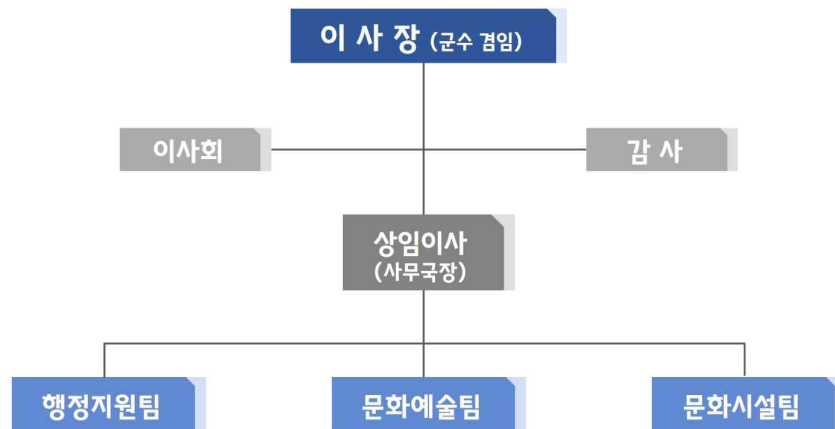 이 사 장 (군수 겸임)
이사회
감 사
상임이사
(사무국장)
행정지원팀
문화예술팀
문화시설팀